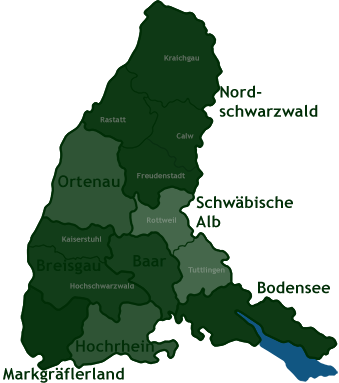 Kraichgau
Nord-
schwarzwald
Rastatt
Calw
Freudenstadt
Ortenau
Schwäbische
Alb
Rottweil
Kaiserstuhl
Breisgau
Baar
Tuttlingen
Hochschwarzwald
Bodensee
Hochrhein
Markgräflerland